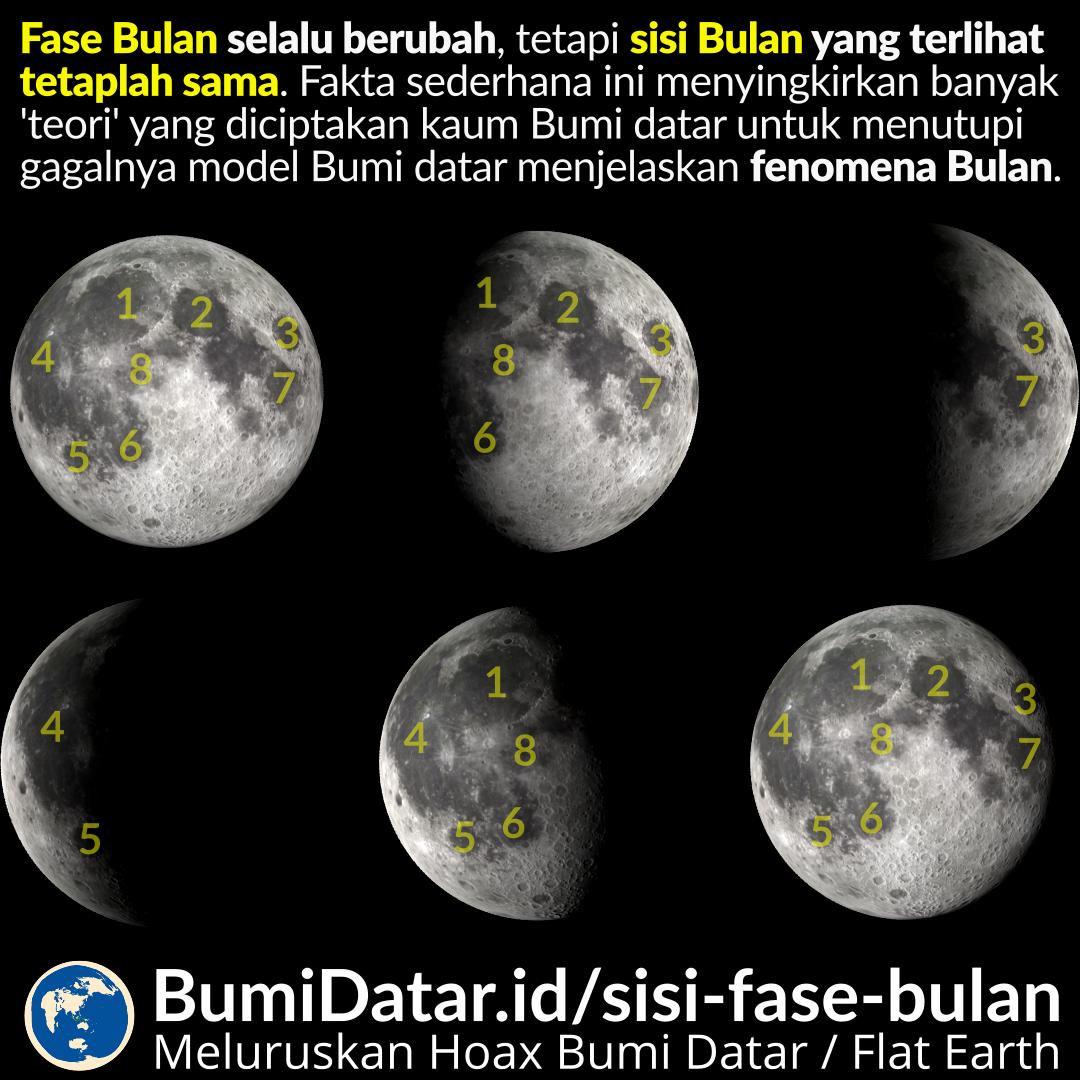 Fase Bulan selalu berubah, tetapi sisi Bulan yang terlihat
tetaplah sama. Fakta sederhana ini menyingkirkan banyak
'teori' yang diciptakan kaum Bumi datar untuk menutupi
gagalnya model Bumi datar menjelaskan fenomena Bulan.
1 2 3 4 8 7 5 6
1 2 3 8 7 6
3 7
4 5
1 4 8 5 6
1 2 3 4 8 7 5 6
BumiDatar.id/sisi-fase-bulan
Meluruskan Hoax Bumi Datar / Flat Earth